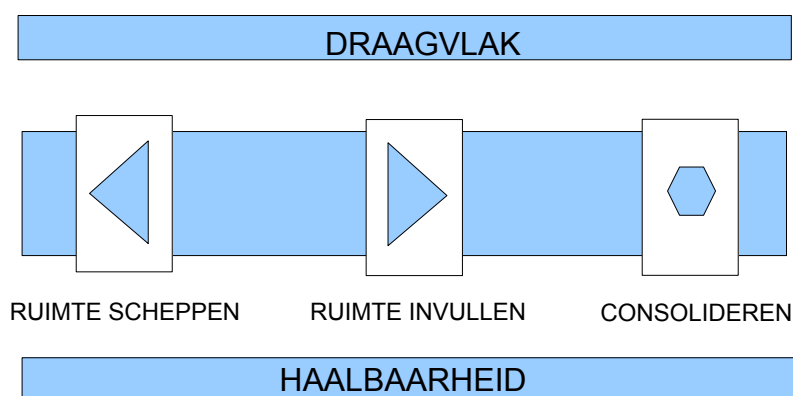 DRAAGVLAK
RUIMTE SCHEPPEN
RUIMTE INVULLEN
CONSOLIDEREN
HAALBAARHEID